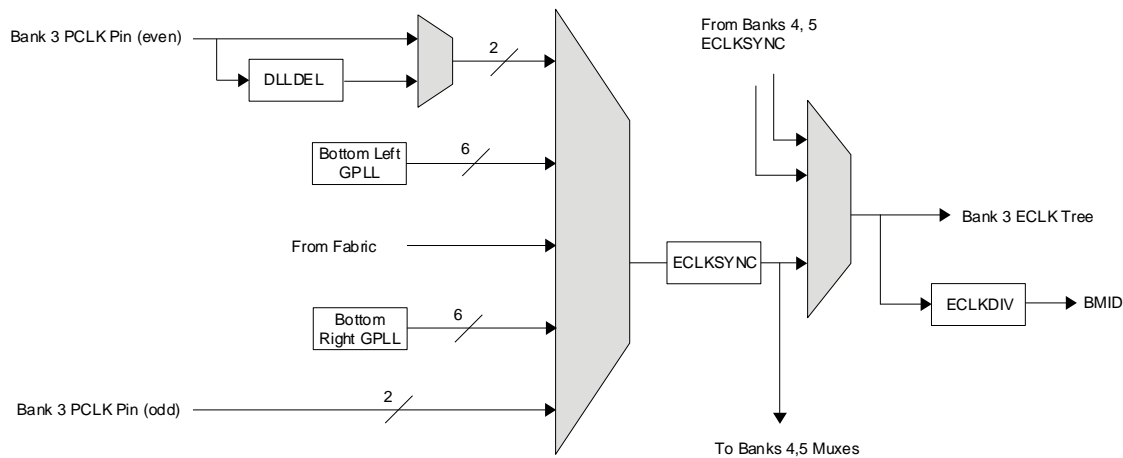 Bank 3 PCLK Pin (even)
DLLDEL
2
From Banks 4, 5
ECLKSYNC
Bottom Left
GPLL
6
From Fabric
ECLKSYNC
Bank 3 ECLK Tree
ECLKDIV
BMID
Bottom
Right GPLL
6
Bank 3 PCLK Pin (odd)
2
To Banks 4,5 Muxes